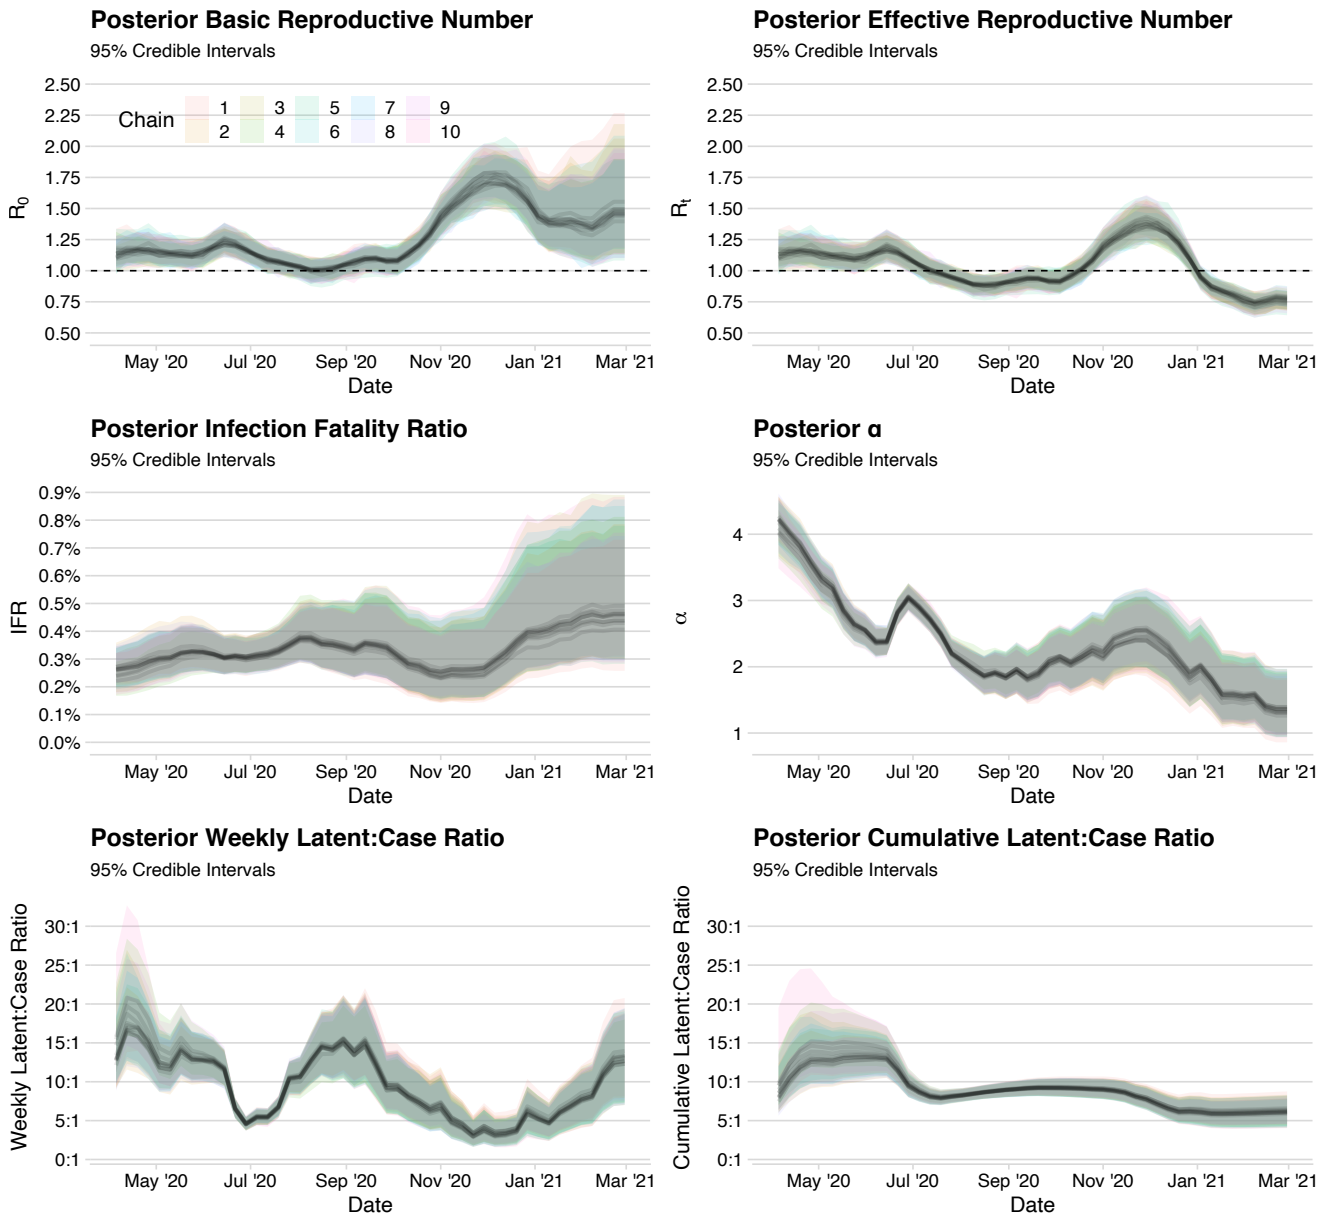 Posterior Basic Reproductive Number
95% Credible Intervals
2.50
2.25
2.00
1.75
1.50
1.25
1.00
0.75
0.50
R0
Chain
1 3 5 7 9
2 4 6 8 10
May '20 Jul '20 Sep '20 Nov '20 Jan '21 Mar '21
Date
Posterior Effective Reproductive Number
95% Credible Intervals
2.50
2.25
2.00
1.75
1.50
1.25
1.00
0.75
0.50
Rt
May '20 Jul '20 Sep '20 Nov '20 Jan '21 Mar '21
Date
Posterior Infection Fatality Ratio
95% Credible Intervals
0.9%
0.8%
0.7%
0.6%
0.5%
0.4%
0.3%
0.2%
0.1%
0.0%
IFR
May '20 Jul '20 Sep '20 Nov '20 Jan '21 Mar '21
Date
Posterior α
95% Credible Intervals
4
3
2
1
α
May '20 Jul '20 Sep '20 Nov '20 Jan '21 Mar '21
Date
Posterior Weekly Latent:Case Ratio
95% Credible Intervals
30:1
25:1
20:1
15:1
10:1
5:1
0:1
Weekly Latent:Case Ratio
May '20 Jul '20 Sep '20 Nov '20 Jan '21 Mar '21
Date
Posterior Cumulative Latent:Case Ratio
95% Credible Intervals
30:1
25:1
20:1
15:1
10:1
5:1
0:1
Cumulative Latent:Case Ratio
May '20 Jul '20 Sep '20 Nov '20 Jan '21 Mar '21
Date